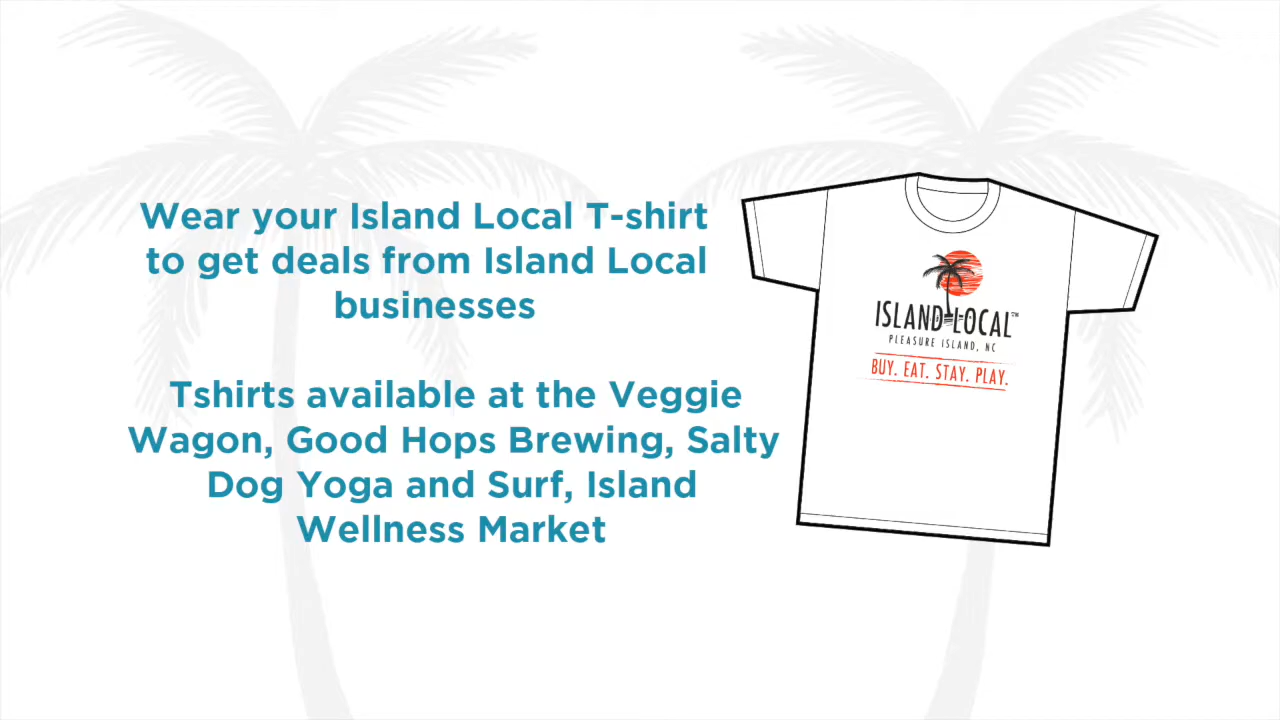 Wear your Island Local T-shirt
to get deals from Island Local
businesses
Tshirts available at the Veggie
Wagon, Good Hops Brewing, Salty
Dog Yoga and Surf, Island
Wellness Market
ISLAND LOCAL™
PLEASURE ISLAND, NC
BUY. EAT. STAY. PLAY.